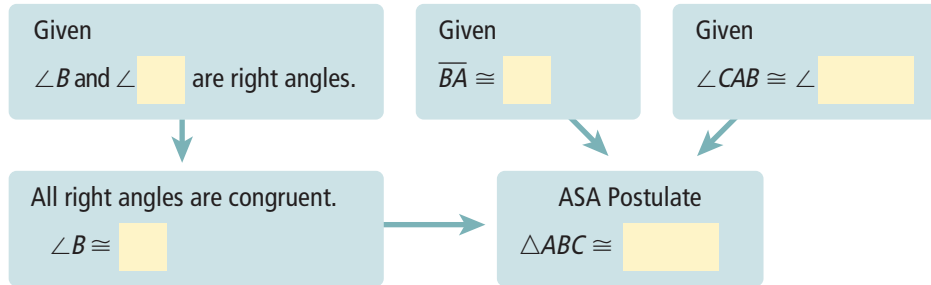 Given
∠B and ∠ are right angles.
Given
BA ≅
Given
∠CAB ≅ ∠
All right angles are congruent.
∠B ≅
ASA Postulate
△ABC ≅